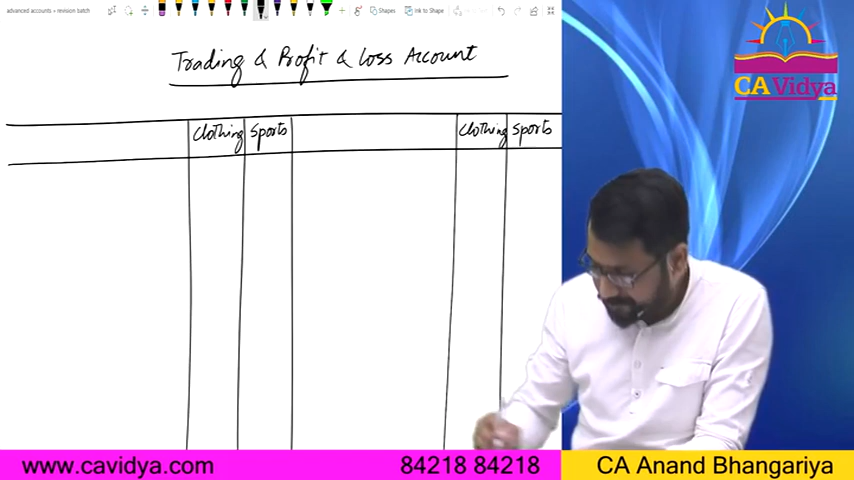 advanced accounts + revision batch
Shapes
Ink to Shape
CA Vidya
Trading & Profit & Loss Account
Clothing Sports Clothing Sports
www.cavidya.com 84218 84218 CA Anand Bhangariya